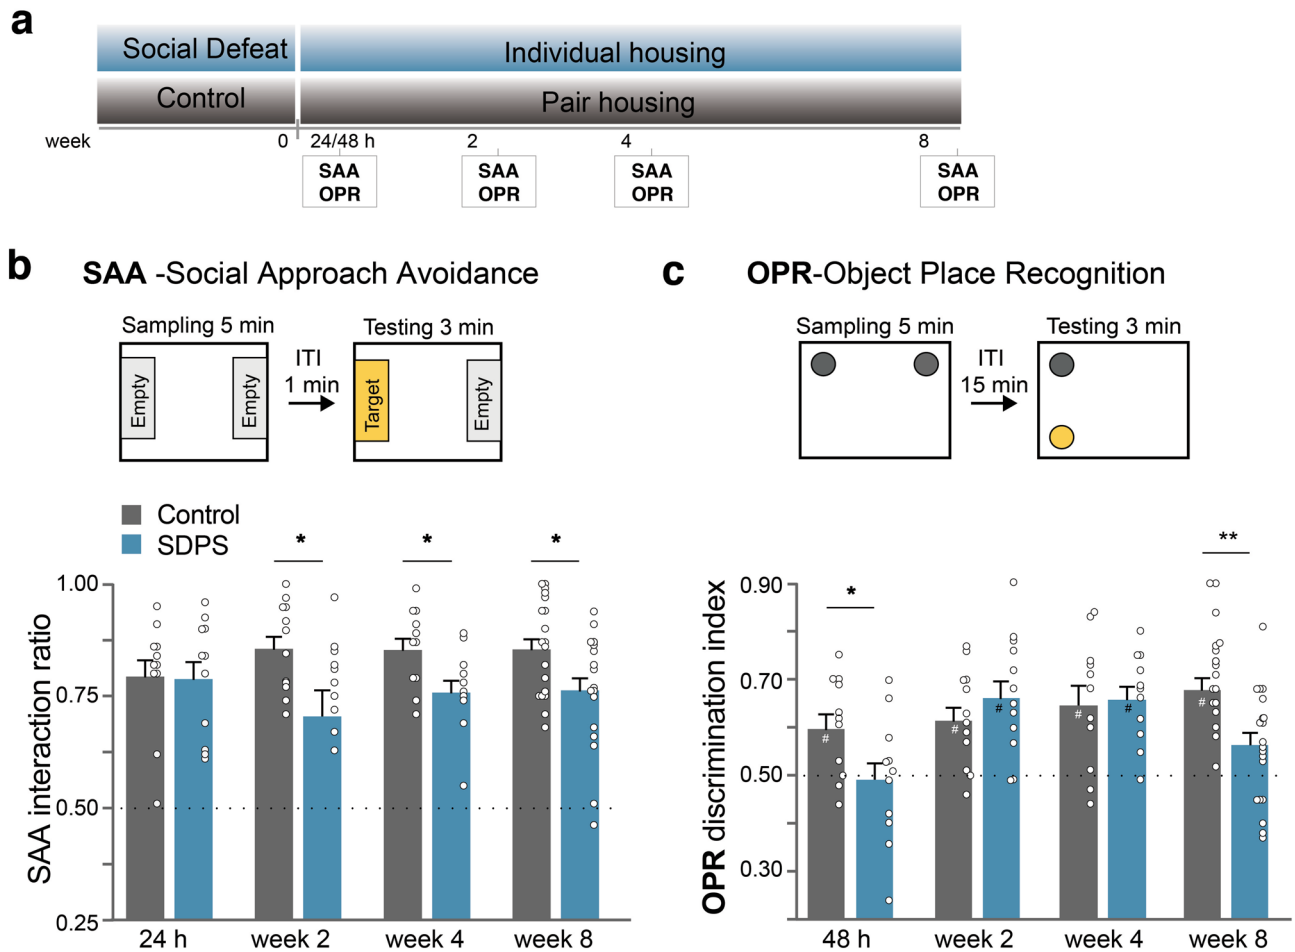 a
Social Defeat
Individual housing
Control
Pair housing
week
0
24/48 h
2
4
8
SAA
OPR
SAA
OPR
SAA
OPR
SAA
OPR
b
SAA -Social Approach Avoidance
Sampling 5 min
Testing 3 min
ITI
1 min
Empty
Empty
Target
Empty
Control
SDPS
*
*
*
1.00
0.75
0.50
0.25
SAA interaction ratio
24 h
week 2
week 4
week 8
c
OPR-Object Place Recognition
Sampling 5 min
Testing 3 min
ITI
15 min
*
**
0.90
0.70
0.50
0.30
OPR discrimination index
#
#
#
#
#
#
48 h
week 2
week 4
week 8